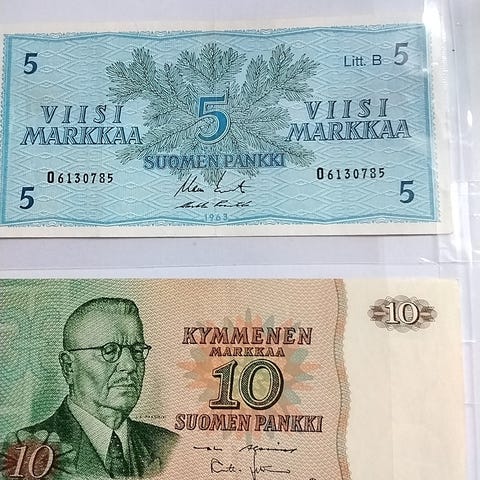 5 Litt. B 5
VIISI 5 VIISI
MARKKAA MARKKAA
SUOMEN PANKKI
O6130785 O6130785
5 5
1963
KYMMENEN 10
MARKKAA
10
SUOMEN PANKKI
10